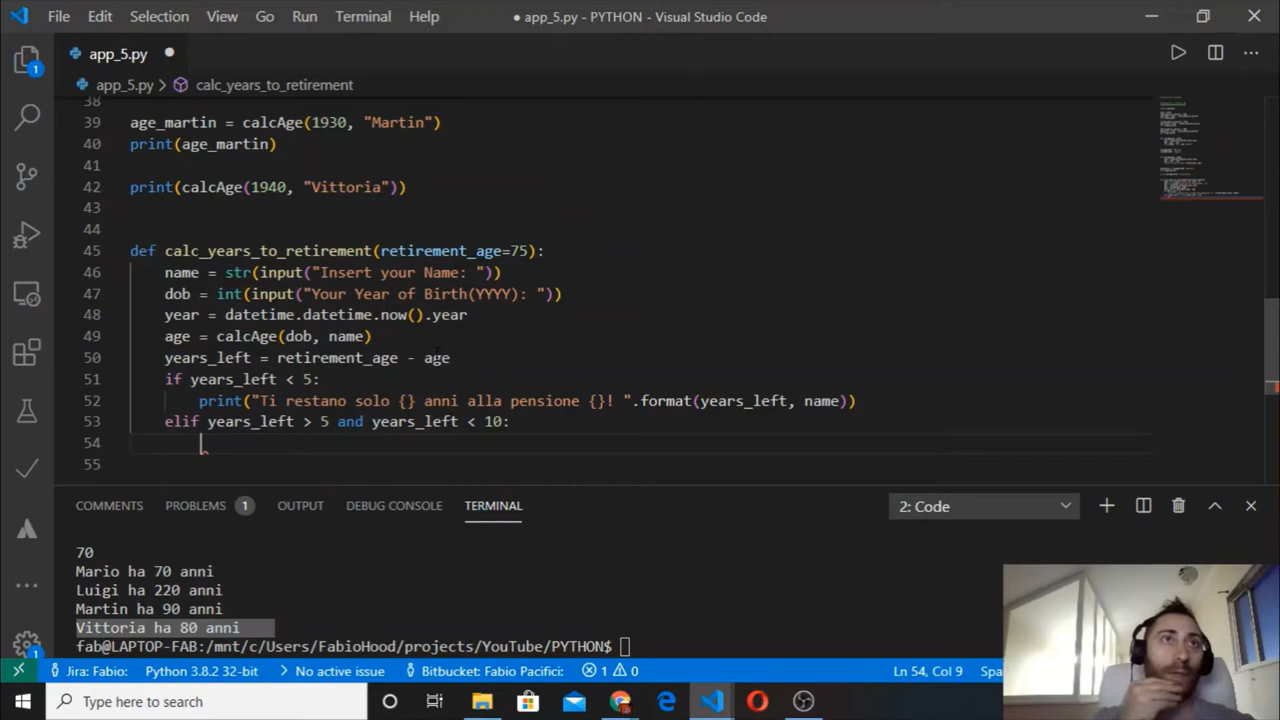 File Edit Selection View Go Run Terminal Help
● app_5.py - PYTHON - Visual Studio Code
app_5.py
app_5.py > calc_years_to_retirement
38
39 age_martin = calcAge(1930, "Martin")
40 print(age_martin)
41
42 print(calcAge(1940, "Vittoria"))
43
44
45 def calc_years_to_retirement(retirement_age=75):
46 name = str(input("Insert your Name: "))
47 dob = int(input("Your Year of Birth(YYYY): "))
48 year = datetime.datetime.now().year
49 age = calcAge(dob, name)
50 years_left = retirement_age - age
51 if years_left < 5:
52 print("Ti restano solo {} anni alla pensione {}! ".format(years_left, name))
53 elif years_left > 5 and years_left < 10:
54
55
COMMENTS PROBLEMS 1 OUTPUT DEBUG CONSOLE TERMINAL 2: Code
70
Mario ha 70 anni
Luigi ha 220 anni
Martin ha 90 anni
Vittoria ha 80 anni
fab@LAPTOP-FAB:/mnt/c/Users/FabioHood/projects/YouTube/PYTHON$
1
1
Jira: Fabio: Python 3.8.2 32-bit No active issue Bitbucket: Fabio Pacifici: 1 0 Ln 54, Col 9 Spa
Type here to search